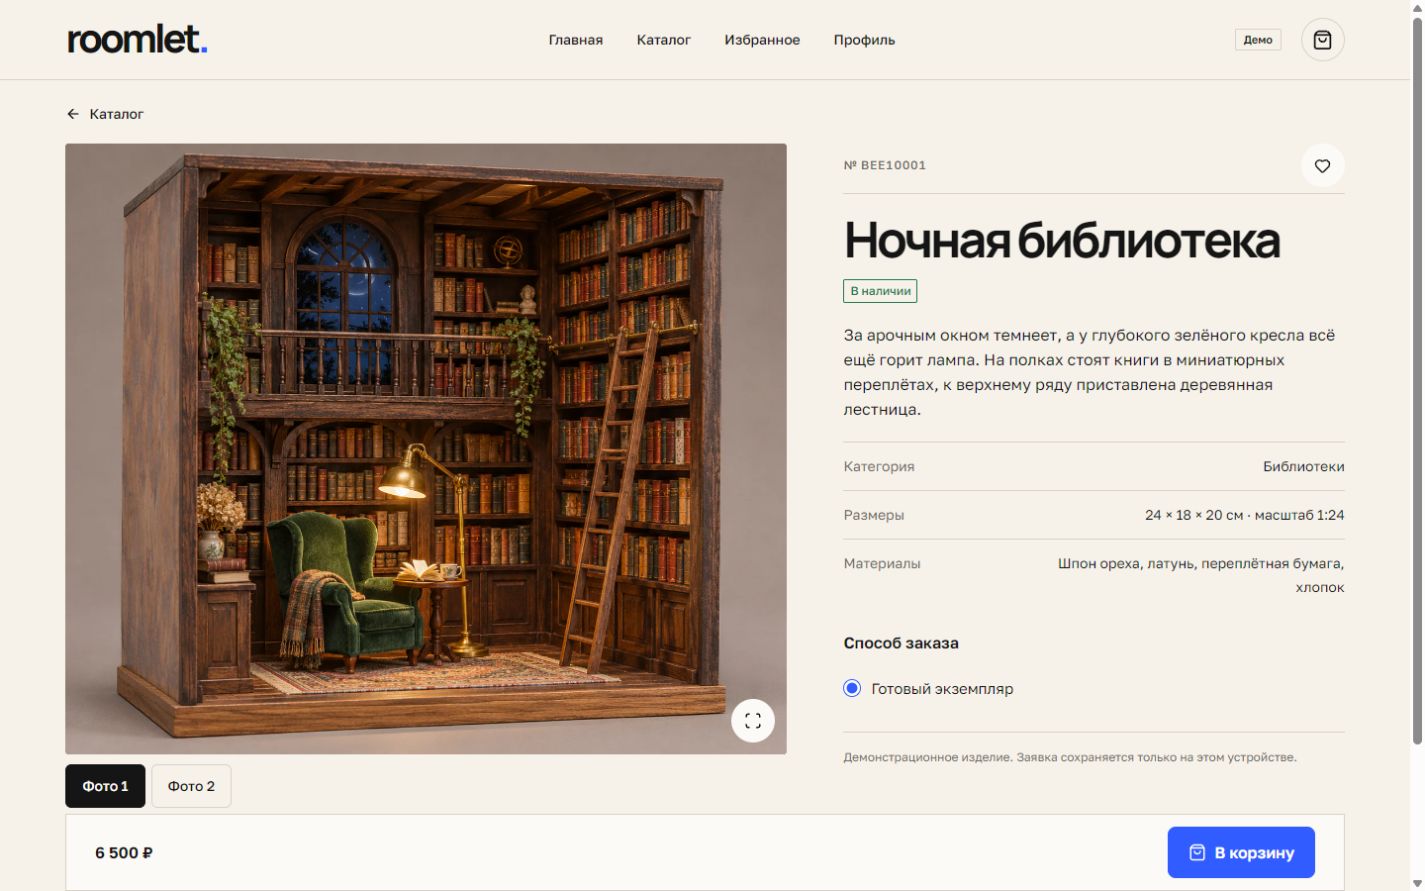 roomlet.
Главная
Каталог
Избранное
Профиль
Демо
Каталог
№ BEE10001
Ночная библиотека
В наличии
За арочным окном темнеет, а у глубокого зелёного кресла всё
ещё горит лампа. На полках стоят книги в миниатюрных
переплётах, к верхнему ряду приставлена деревянная
лестница.
Категория
Библиотеки
Размеры
24 × 18 × 20 см · масштаб 1:24
Материалы
Шпон ореха, латунь, переплётная бумага,
хлопок
Способ заказа
Готовый экземпляр
Демонстрационное изделие. Заявка сохраняется только на этом устройстве.
Фото 1
Фото 2
6 500 ₽
В корзину